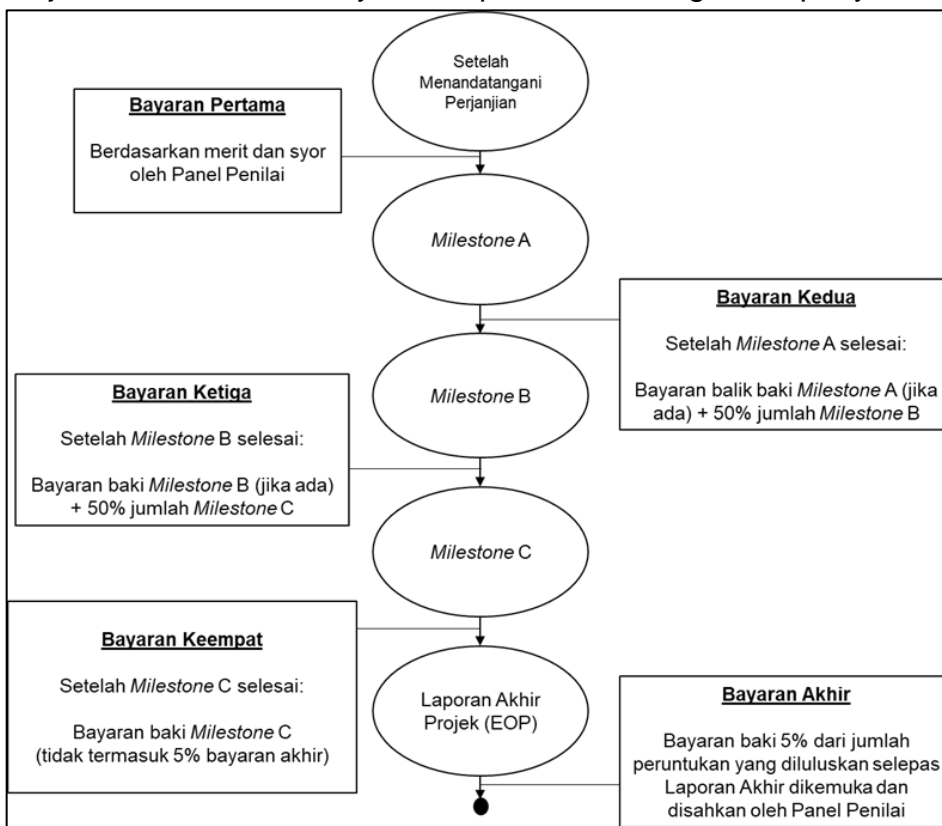 Setelah
Menandatangani
Perjanjian
Bayaran Pertama
Berdasarkan merit dan syor
oleh Panel Penilai
Milestone A
Bayaran Kedua
Setelah Milestone A selesai:
Bayaran balik baki Milestone A (jika
ada) + 50% jumlah Milestone B
Milestone B
Bayaran Ketiga
Setelah Milestone B selesai:
Bayaran baki Milestone B (jika ada)
+ 50% jumlah Milestone C
Milestone C
Bayaran Keempat
Setelah Milestone C selesai:
Bayaran baki Milestone C
(tidak termasuk 5% bayaran akhir)
Laporan Akhir
Projek (EOP)
Bayaran Akhir
Bayaran baki 5% dari jumlah
peruntukan yang diluluskan selepas
Laporan Akhir dikemuka dan
disahkan oleh Panel Penilai